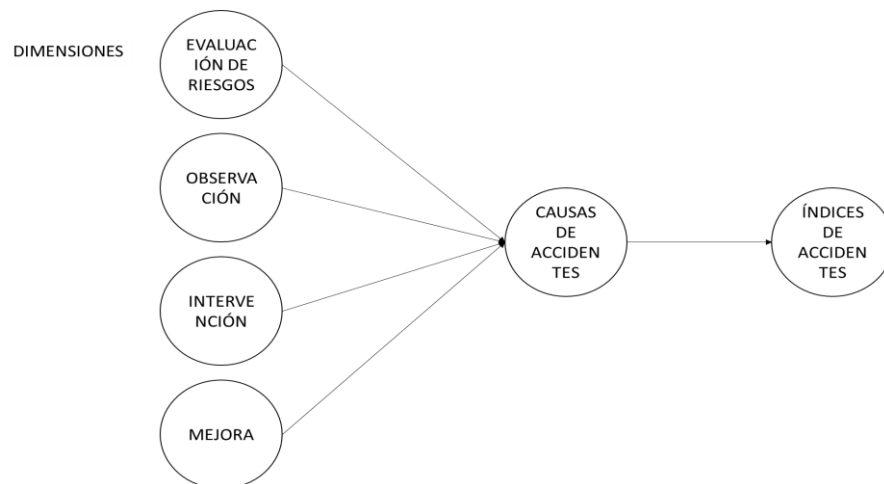 DIMENSIONES
EVALUAC
IÓN DE
RIESGOS
OBSERVA
CIÓN
INTERVE
NCIÓN
MEJORA
CAUSAS
DE
ACCIDEN
TES
ÍNDICES
DE
ACCIDEN
TES